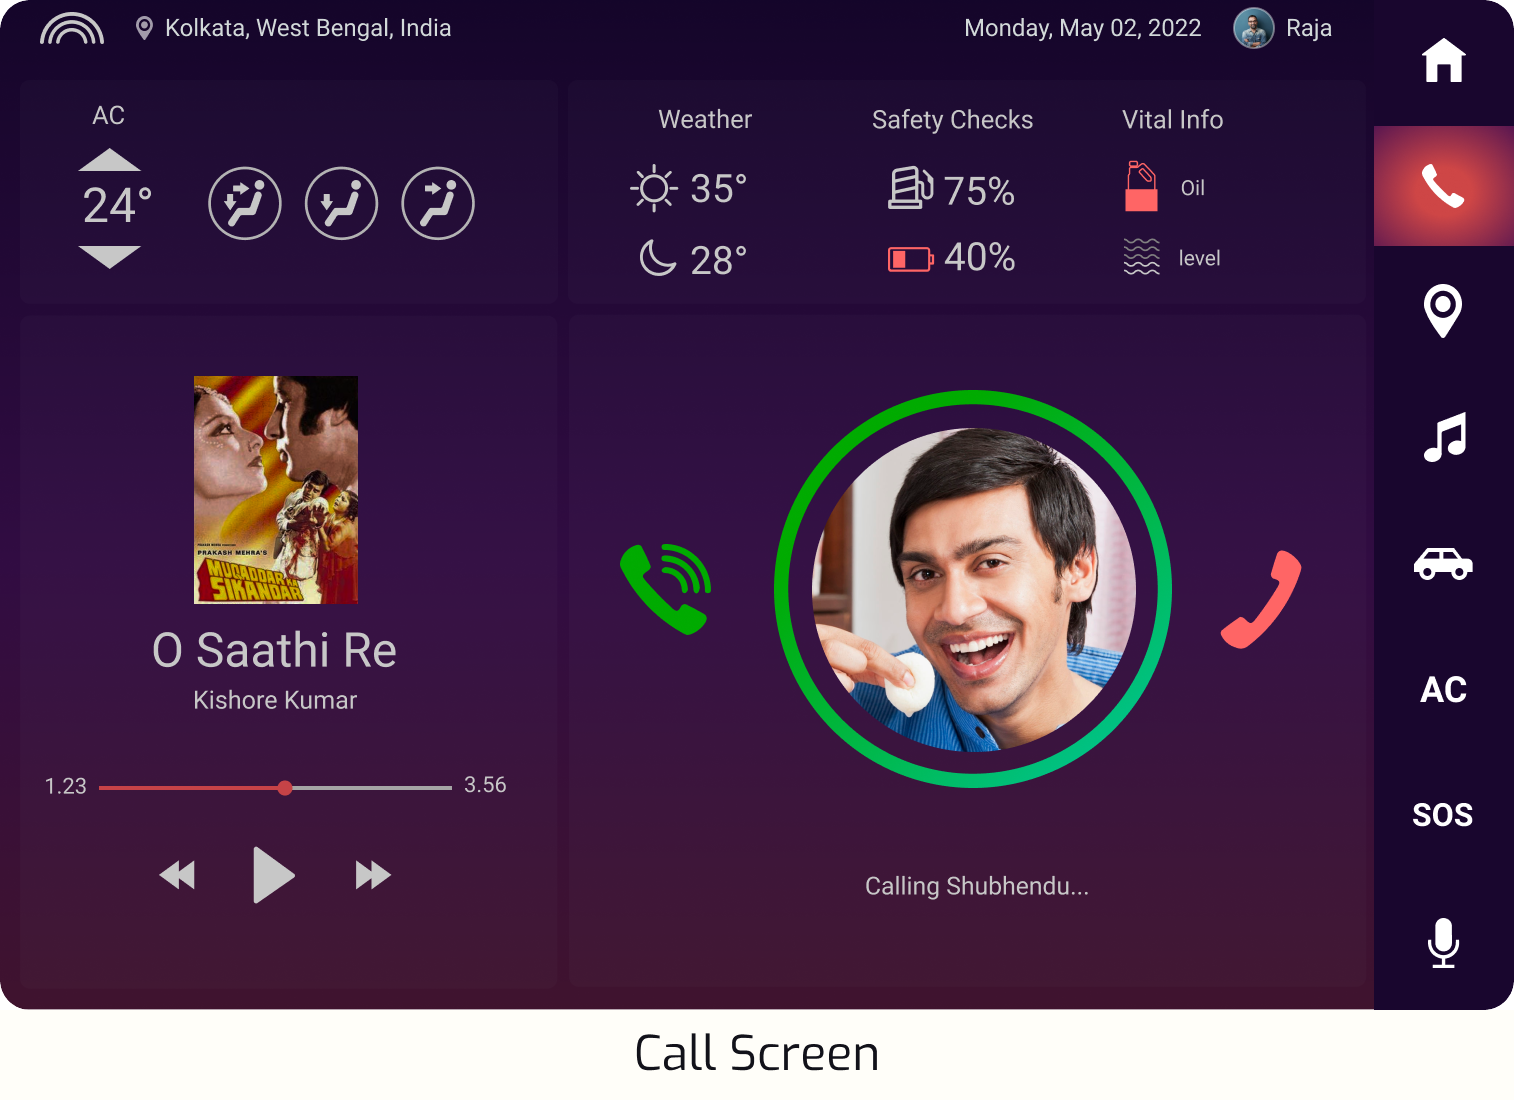 Kolkata, West Bengal, India
Monday, May 02, 2022
Raja
AC
24°
Weather
35°
28°
Safety Checks
75%
40%
Vital Info
Oil
level
PRAKASH MEHRA'S
MUQADDAR KA
SIKANDAR
O Saathi Re
Kishore Kumar
1.23
3.56
Calling Shubhendu...
AC
SOS
Call Screen